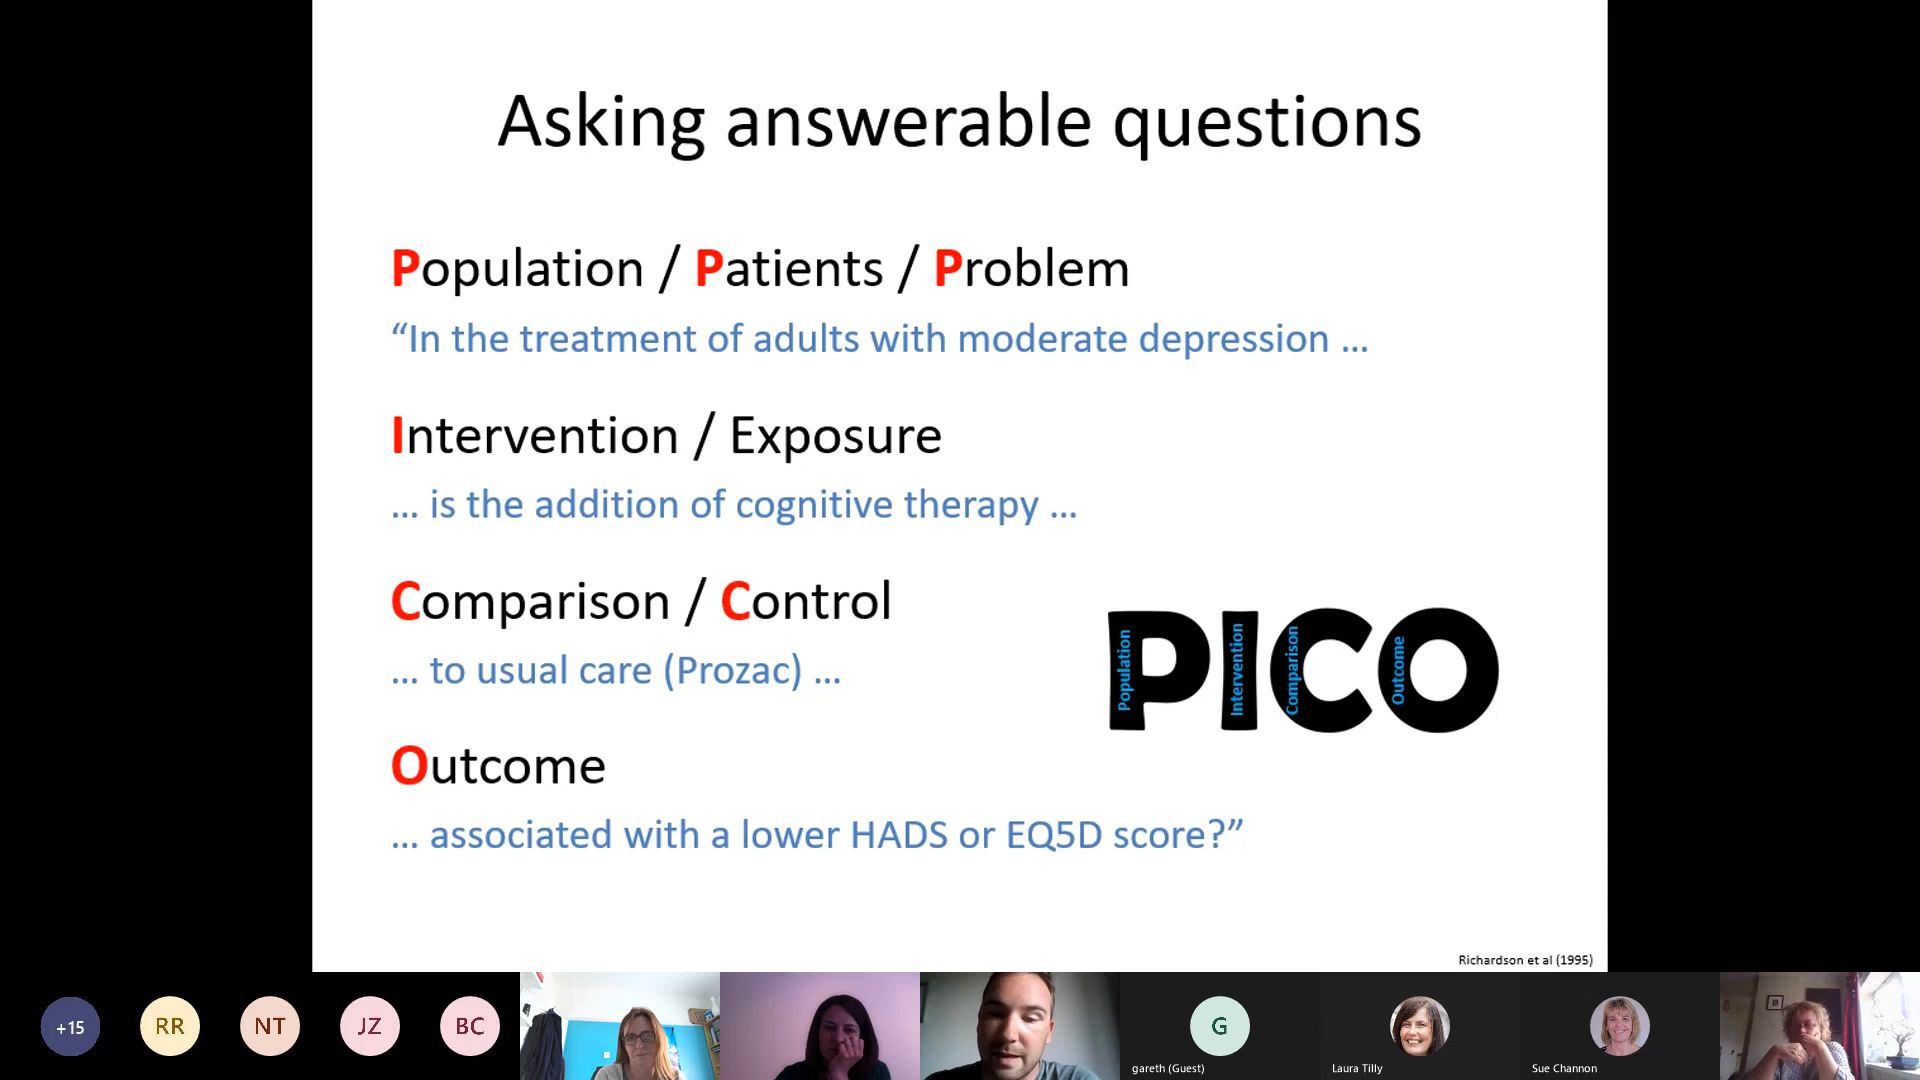 Asking answerable questions
Population / Patients / Problem
“In the treatment of adults with moderate depression ...
Intervention / Exposure
... is the addition of cognitive therapy ...
Comparison / Control
... to usual care (Prozac) ...
PICO
Population
Intervention
Comparison
Outcome
Outcome
... associated with a lower HADS or EQ5D score?”
Richardson et al (1995)
+15
RR
NT
JZ
BC
G
gareth (Guest)
Laura Tilly
Sue Channon